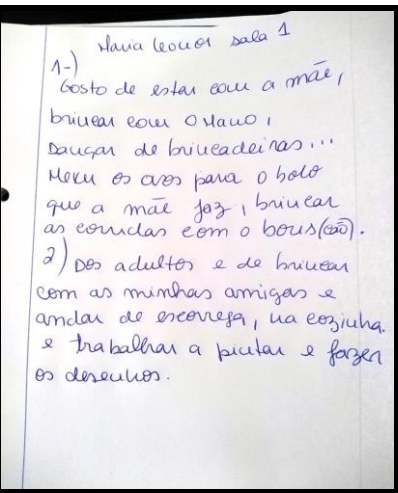 Maria Leonor sala 1
1-)
Gosto de estar com a mãe,
brincar com o Mano,
Dançar de brincadeiras...
Mexer os ovos para o bolo
que a mãe faz, brincar
as corridas com o boris (cão).
2) Dos adultos e de brincar
com as minhas amigas e
andar de escorrega, na cozinha.
e trabalhar a pintar e fazer
os desenhos.